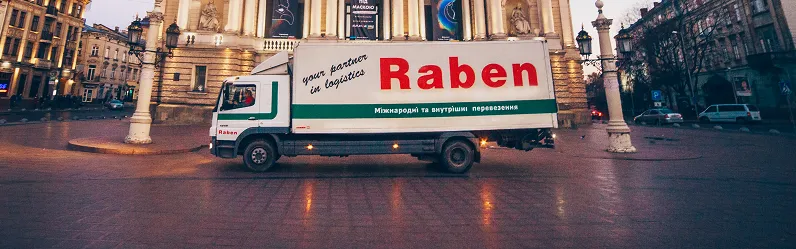 your partner
in logistics
Raben
Міжнародні та внутрішні перевезення
Raben